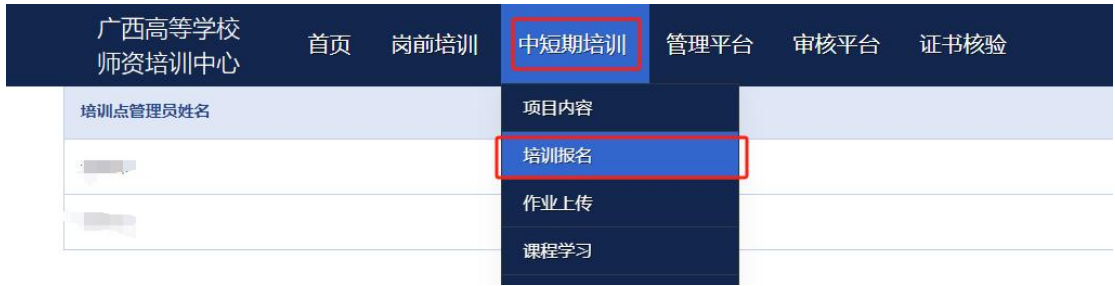 广西高等学校
师资培训中心
首页 岗前培训 中短期培训 管理平台 审核平台 证书核验
培训点管理员姓名
项目内容
培训报名
作业上传
课程学习